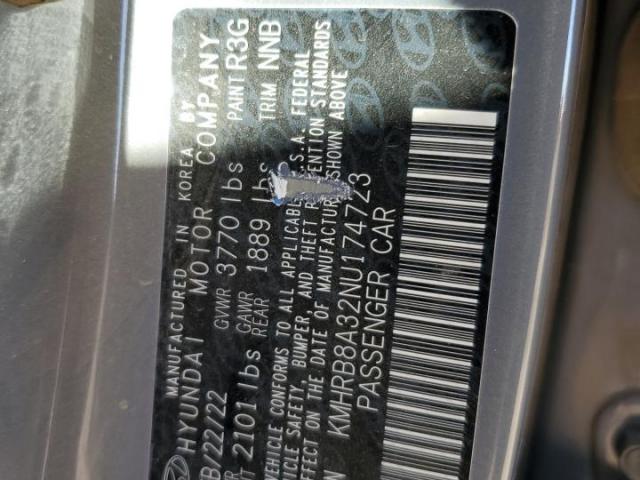 MANUFACTURED IN KOREA BY
HYUNDAI MOTOR COMPANY
B/22/22 GVWR 3770 lbs PAINT R3G
2101 lbs GAWR REAR 1889 lbs TRIM NNB
VEHICLE CONFORMS TO ALL APPLICABLE U.S.A. FEDERAL
VEHICLE SAFETY, BUMPER, AND THEFT PREVENTION STANDARDS
EFFECT ON THE DATE OF MANUFACTURE SHOWN ABOVE
KMHRB8A32NU174723
PASSENGER CAR